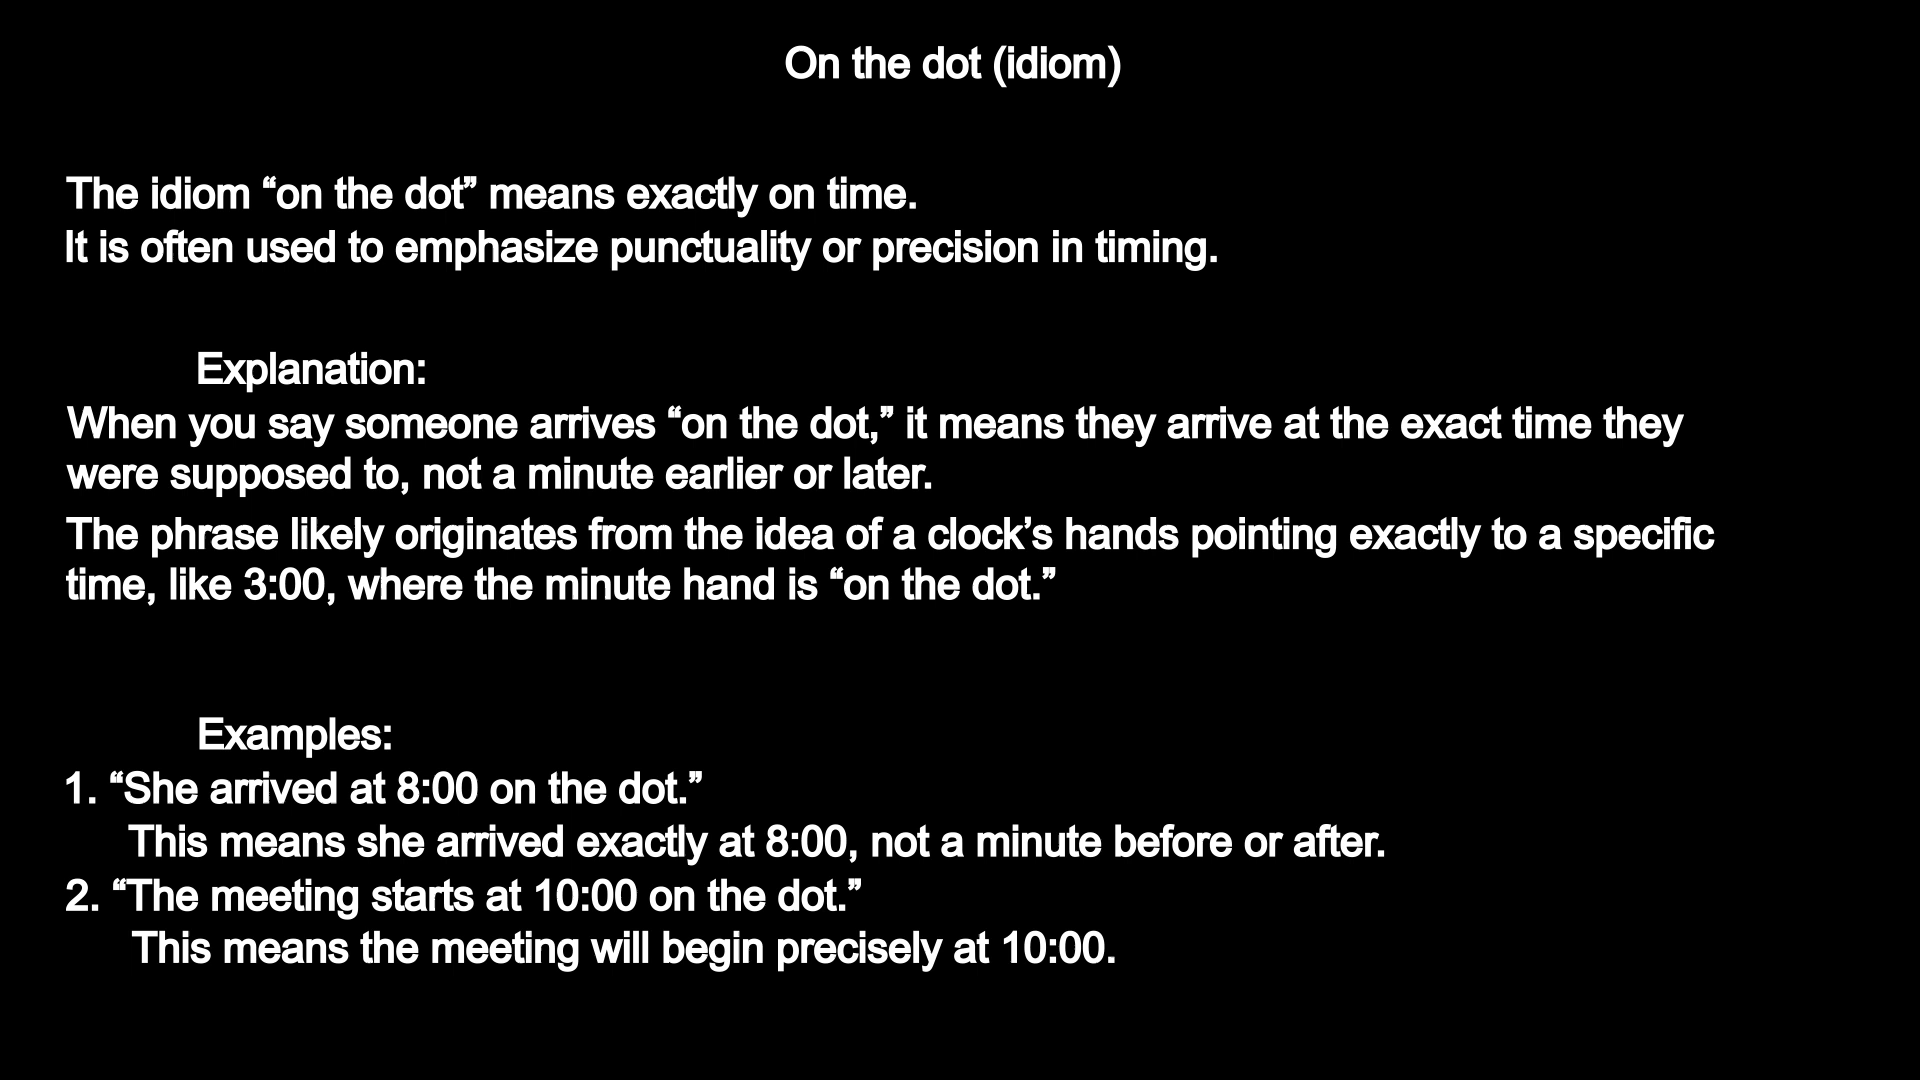 On the dot (idiom)
The idiom “on the dot” means exactly on time.
It is often used to emphasize punctuality or precision in timing.
Explanation:
When you say someone arrives “on the dot,” it means they arrive at the exact time they
were supposed to, not a minute earlier or later.
The phrase likely originates from the idea of a clock’s hands pointing exactly to a specific
time, like 3:00, where the minute hand is “on the dot.”
Examples:
1. “She arrived at 8:00 on the dot.”
This means she arrived exactly at 8:00, not a minute before or after.
2. “The meeting starts at 10:00 on the dot.”
This means the meeting will begin precisely at 10:00.